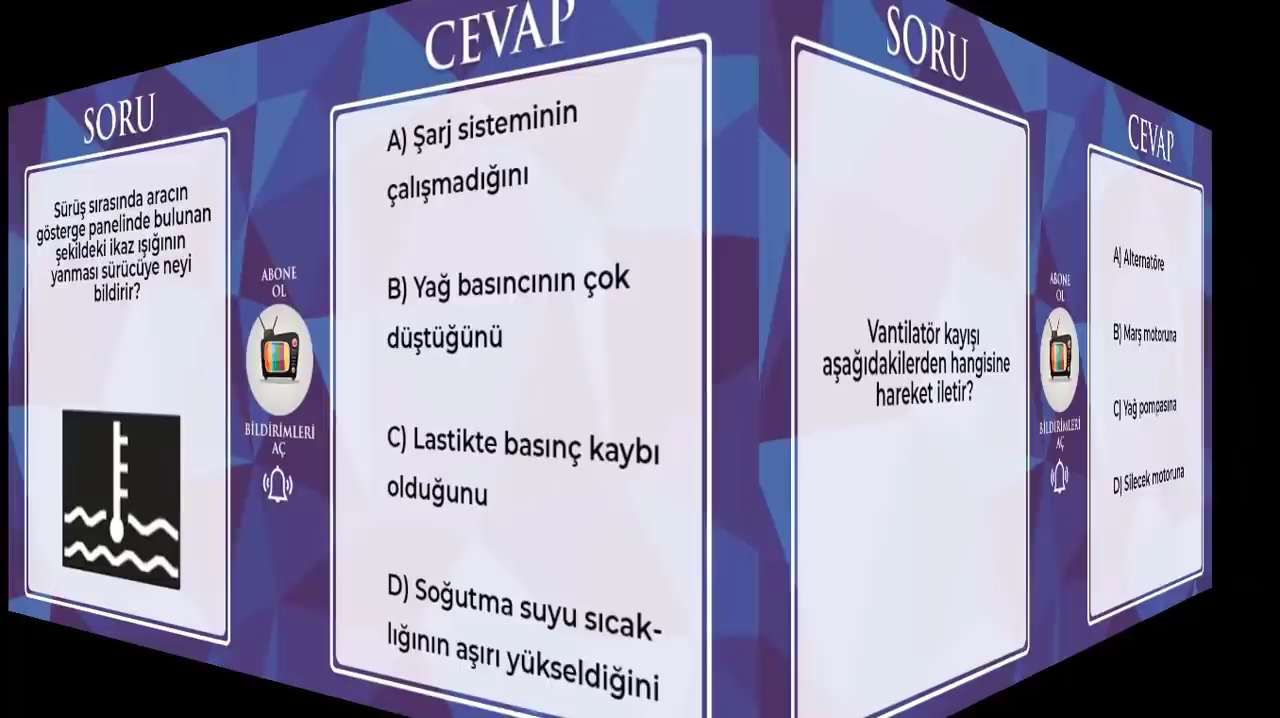 SORU
Sürüş sırasında aracın
gösterge panelinde bulunan
şekildeki ikaz ışığının
yanması sürücüye neyi
bildirir?
ABONE
OL
BİLDİRİMLERİ
AÇ
CEVAP
A) Şarj sisteminin
çalışmadığını
B) Yağ basıncının çok
düştüğünü
C) Lastikte basınç kaybı
olduğunu
D) Soğutma suyu sıcak-
lığının aşırı yükseldiğini
SORU
Vantilatör kayışı
aşağıdakilerden hangisine
hareket iletir?
ABONE
OL
BİLDİRİMLERİ
AÇ
CEVAP
A) Alternatöre
B) Marş motoruna
C) Yağ pompasına
D) Silecek motoruna